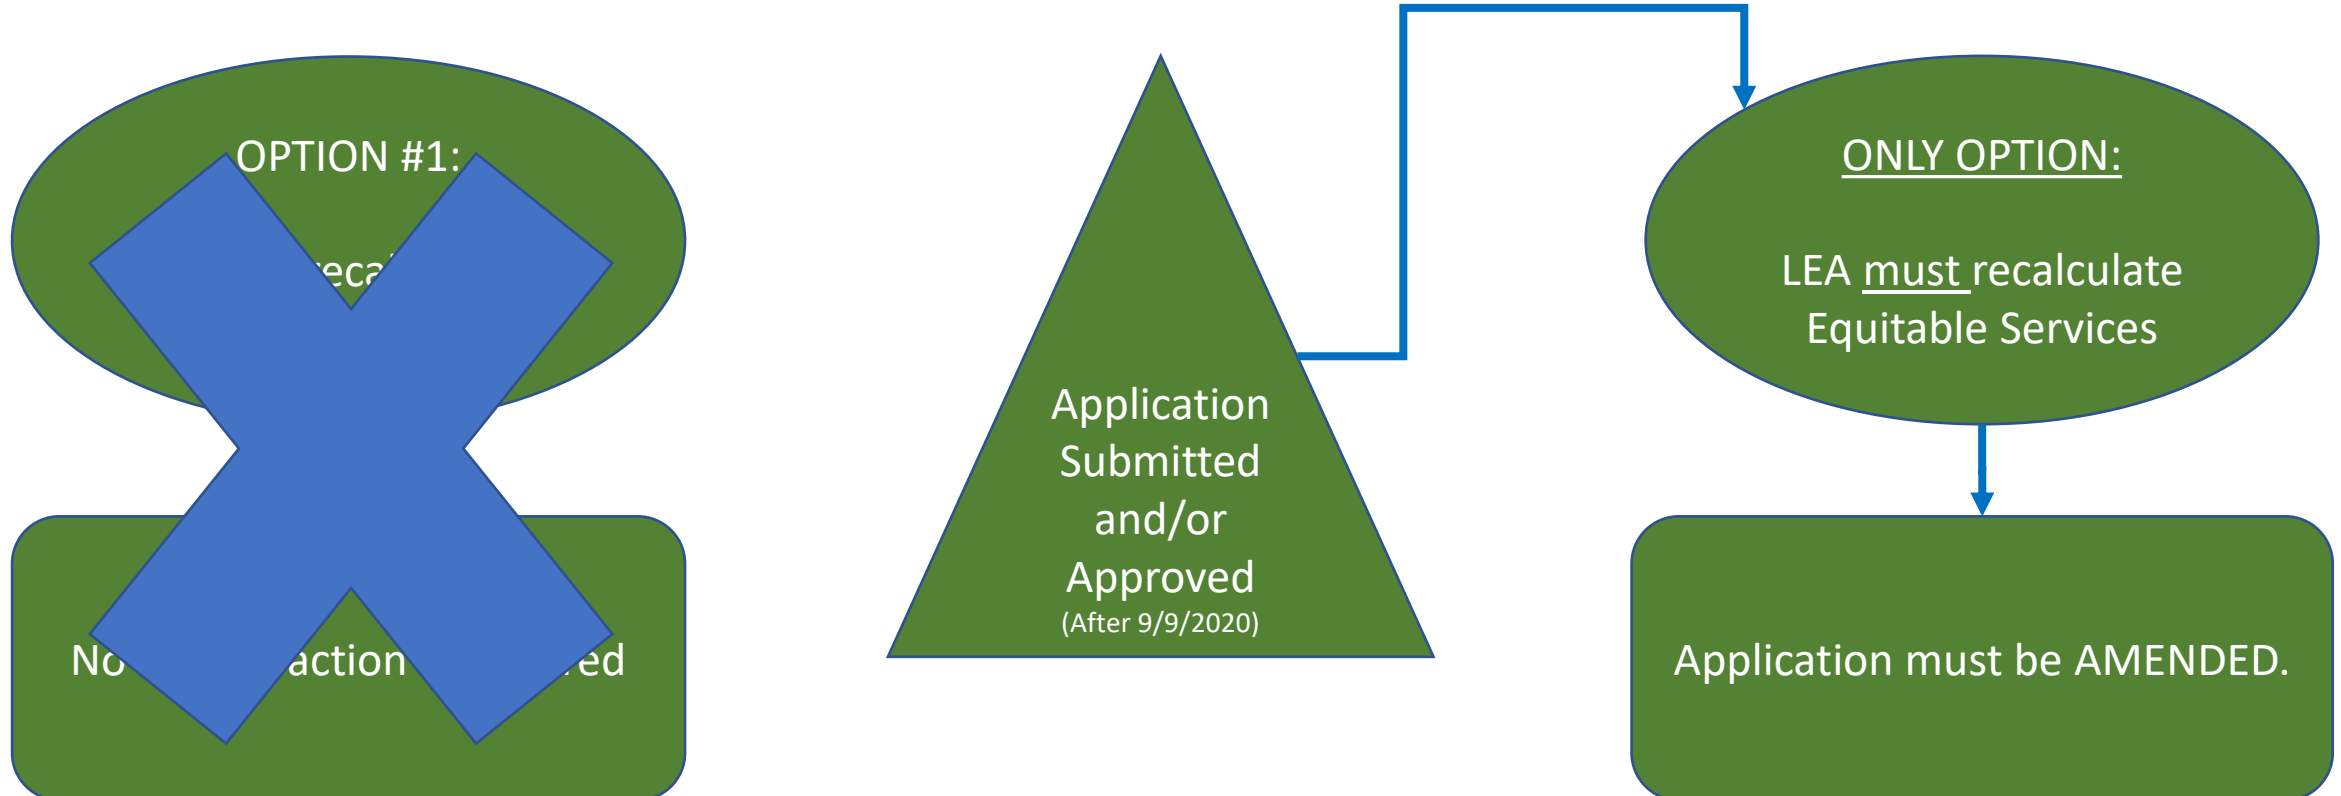 OPTION #1:
No
action
Application
Submitted
and/or
Approved
(After 9/9/2020)
ONLY OPTION:
LEA must recalculate
Equitable Services
Application must be AMENDED.